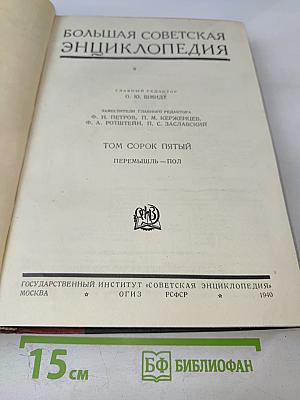 БОЛЬШАЯ СОВЕТСКАЯ
ЭНЦИКЛОПЕДИЯ
ГЛАВНЫЙ РЕДАКТОР
О. Ю. ШМИДТ
ЗАМЕСТИТЕЛИ ГЛАВНОГО РЕДАКТОРА
Ф. Н. ПЕТРОВ, П. М. КЕРЖЕНЦЕВ,
Ф. А. РОТШТЕЙН, П. С. ЗАСЛАВСКИЙ
ТОМ СОРОК ПЯТЫЙ
ПЕРЕМЫШЛЬ — ПОЛ
ГОСУДАРСТВЕННЫЙ ИНСТИТУТ «СОВЕТСКАЯ ЭНЦИКЛОПЕДИЯ»
МОСКВА ★ ОГИЗ РСФСР ★ 1940
15 см
БФ БИБЛИОФАН